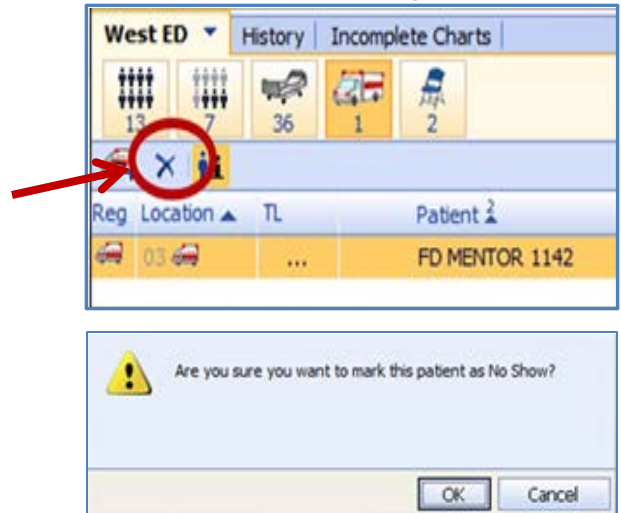 West ED History Incomplete Charts
13 7 36 1 2
Reg Location TL Patient 2
03 ... FD MENTOR 1142
Are you sure you want to mark this patient as No Show?
OK Cancel